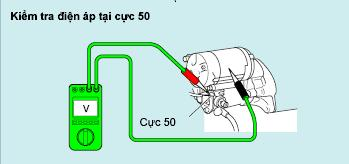 Kiểm tra điện áp tại cực 50
V
Cực 50